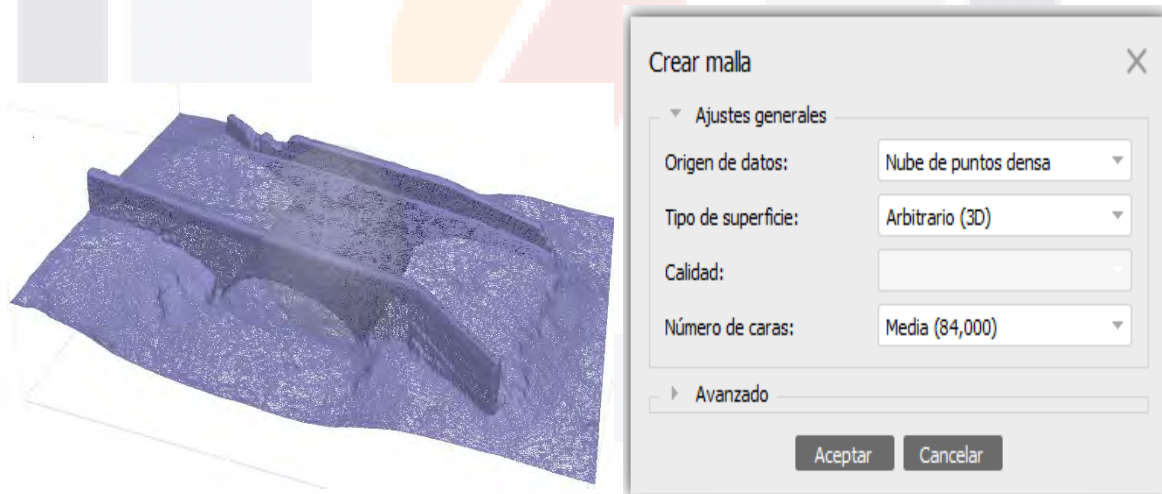 Crear malla
Ajustes generales
Origen de datos: Nube de puntos densa
Tipo de superficie: Arbitrario (3D)
Calidad:
Número de caras: Media (84,000)
Avanzado
Aceptar Cancelar